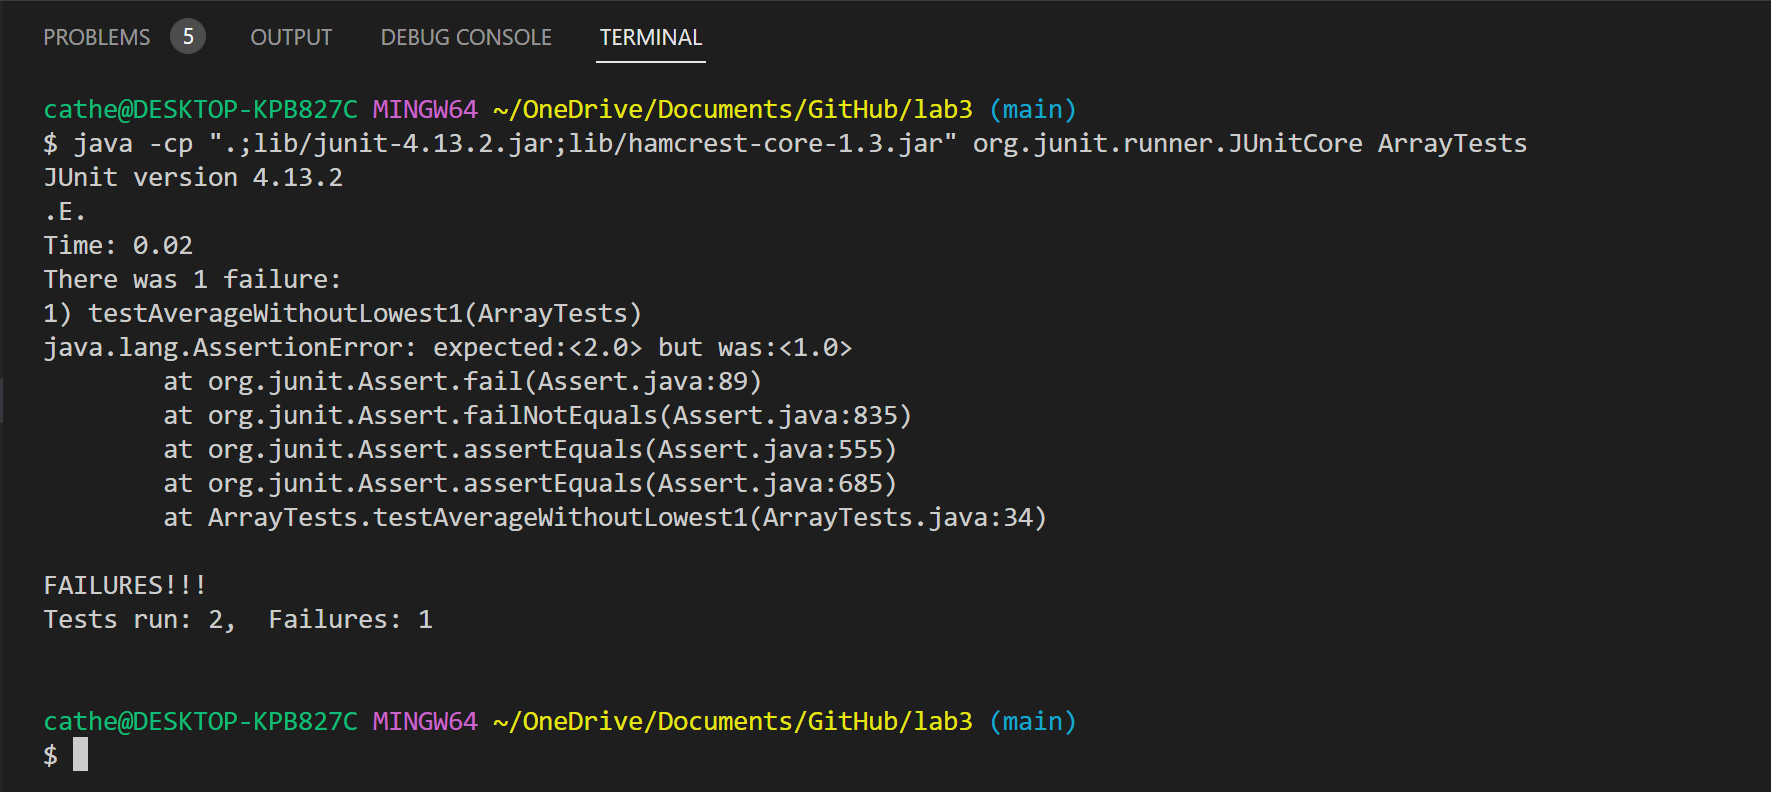 PROBLEMS 5 OUTPUT DEBUG CONSOLE TERMINAL
cathe@DESKTOP-KPB827C MINGW64 ~/OneDrive/Documents/GitHub/lab3 (main)
$ java -cp ".;lib/junit-4.13.2.jar;lib/hamcrest-core-1.3.jar" org.junit.runner.JUnitCore ArrayTests
JUnit version 4.13.2
.E.
Time: 0.02
There was 1 failure:
1) testAverageWithoutLowest1(ArrayTests)
java.lang.AssertionError: expected:<2.0> but was:<1.0>
        at org.junit.Assert.fail(Assert.java:89)
        at org.junit.Assert.failNotEquals(Assert.java:835)
        at org.junit.Assert.assertEquals(Assert.java:555)
        at org.junit.Assert.assertEquals(Assert.java:685)
        at ArrayTests.testAverageWithoutLowest1(ArrayTests.java:34)
FAILURES!!!
Tests run: 2,  Failures: 1
cathe@DESKTOP-KPB827C MINGW64 ~/OneDrive/Documents/GitHub/lab3 (main)
$